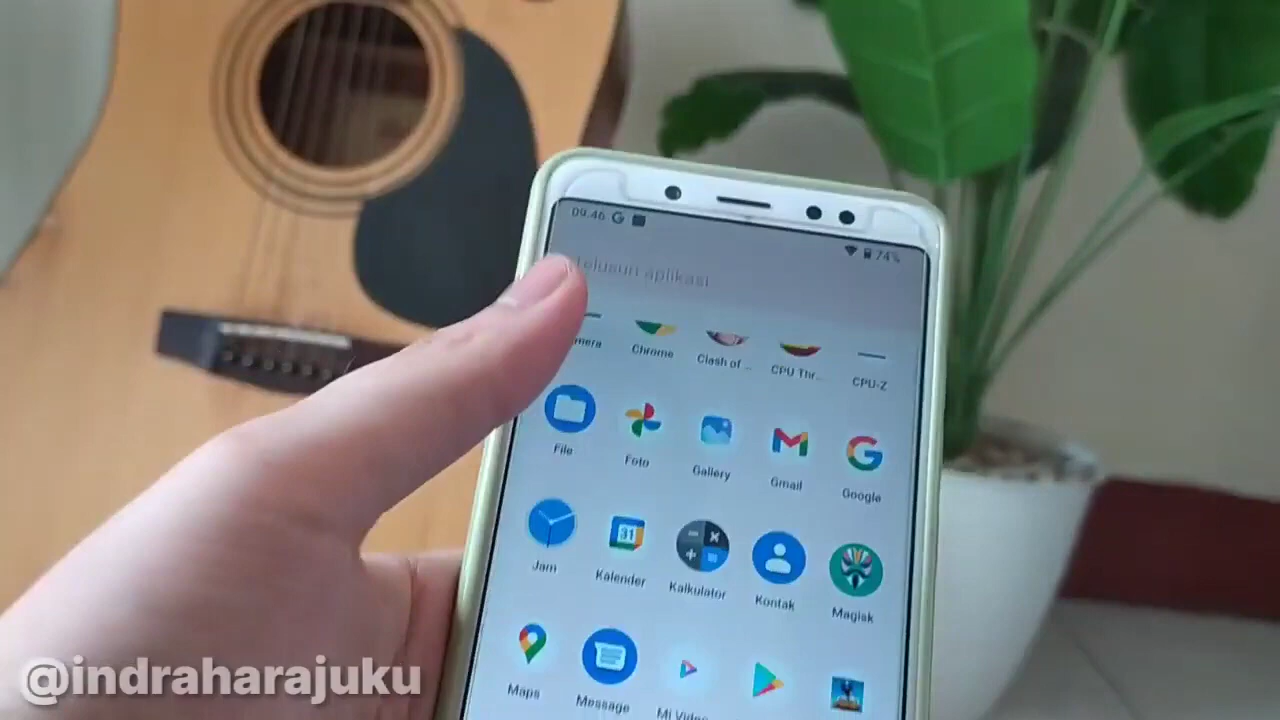 09.46
74%
Telusuri aplikasi
Chrome
Clash of ...
CPU Thr...
CPU-Z
File
Foto
Gallery
Gmail
Google
Jam
31
Kalender
Kalkulator
Kontak
Magisk
Maps
Message
Mi Video
@indraharajuku